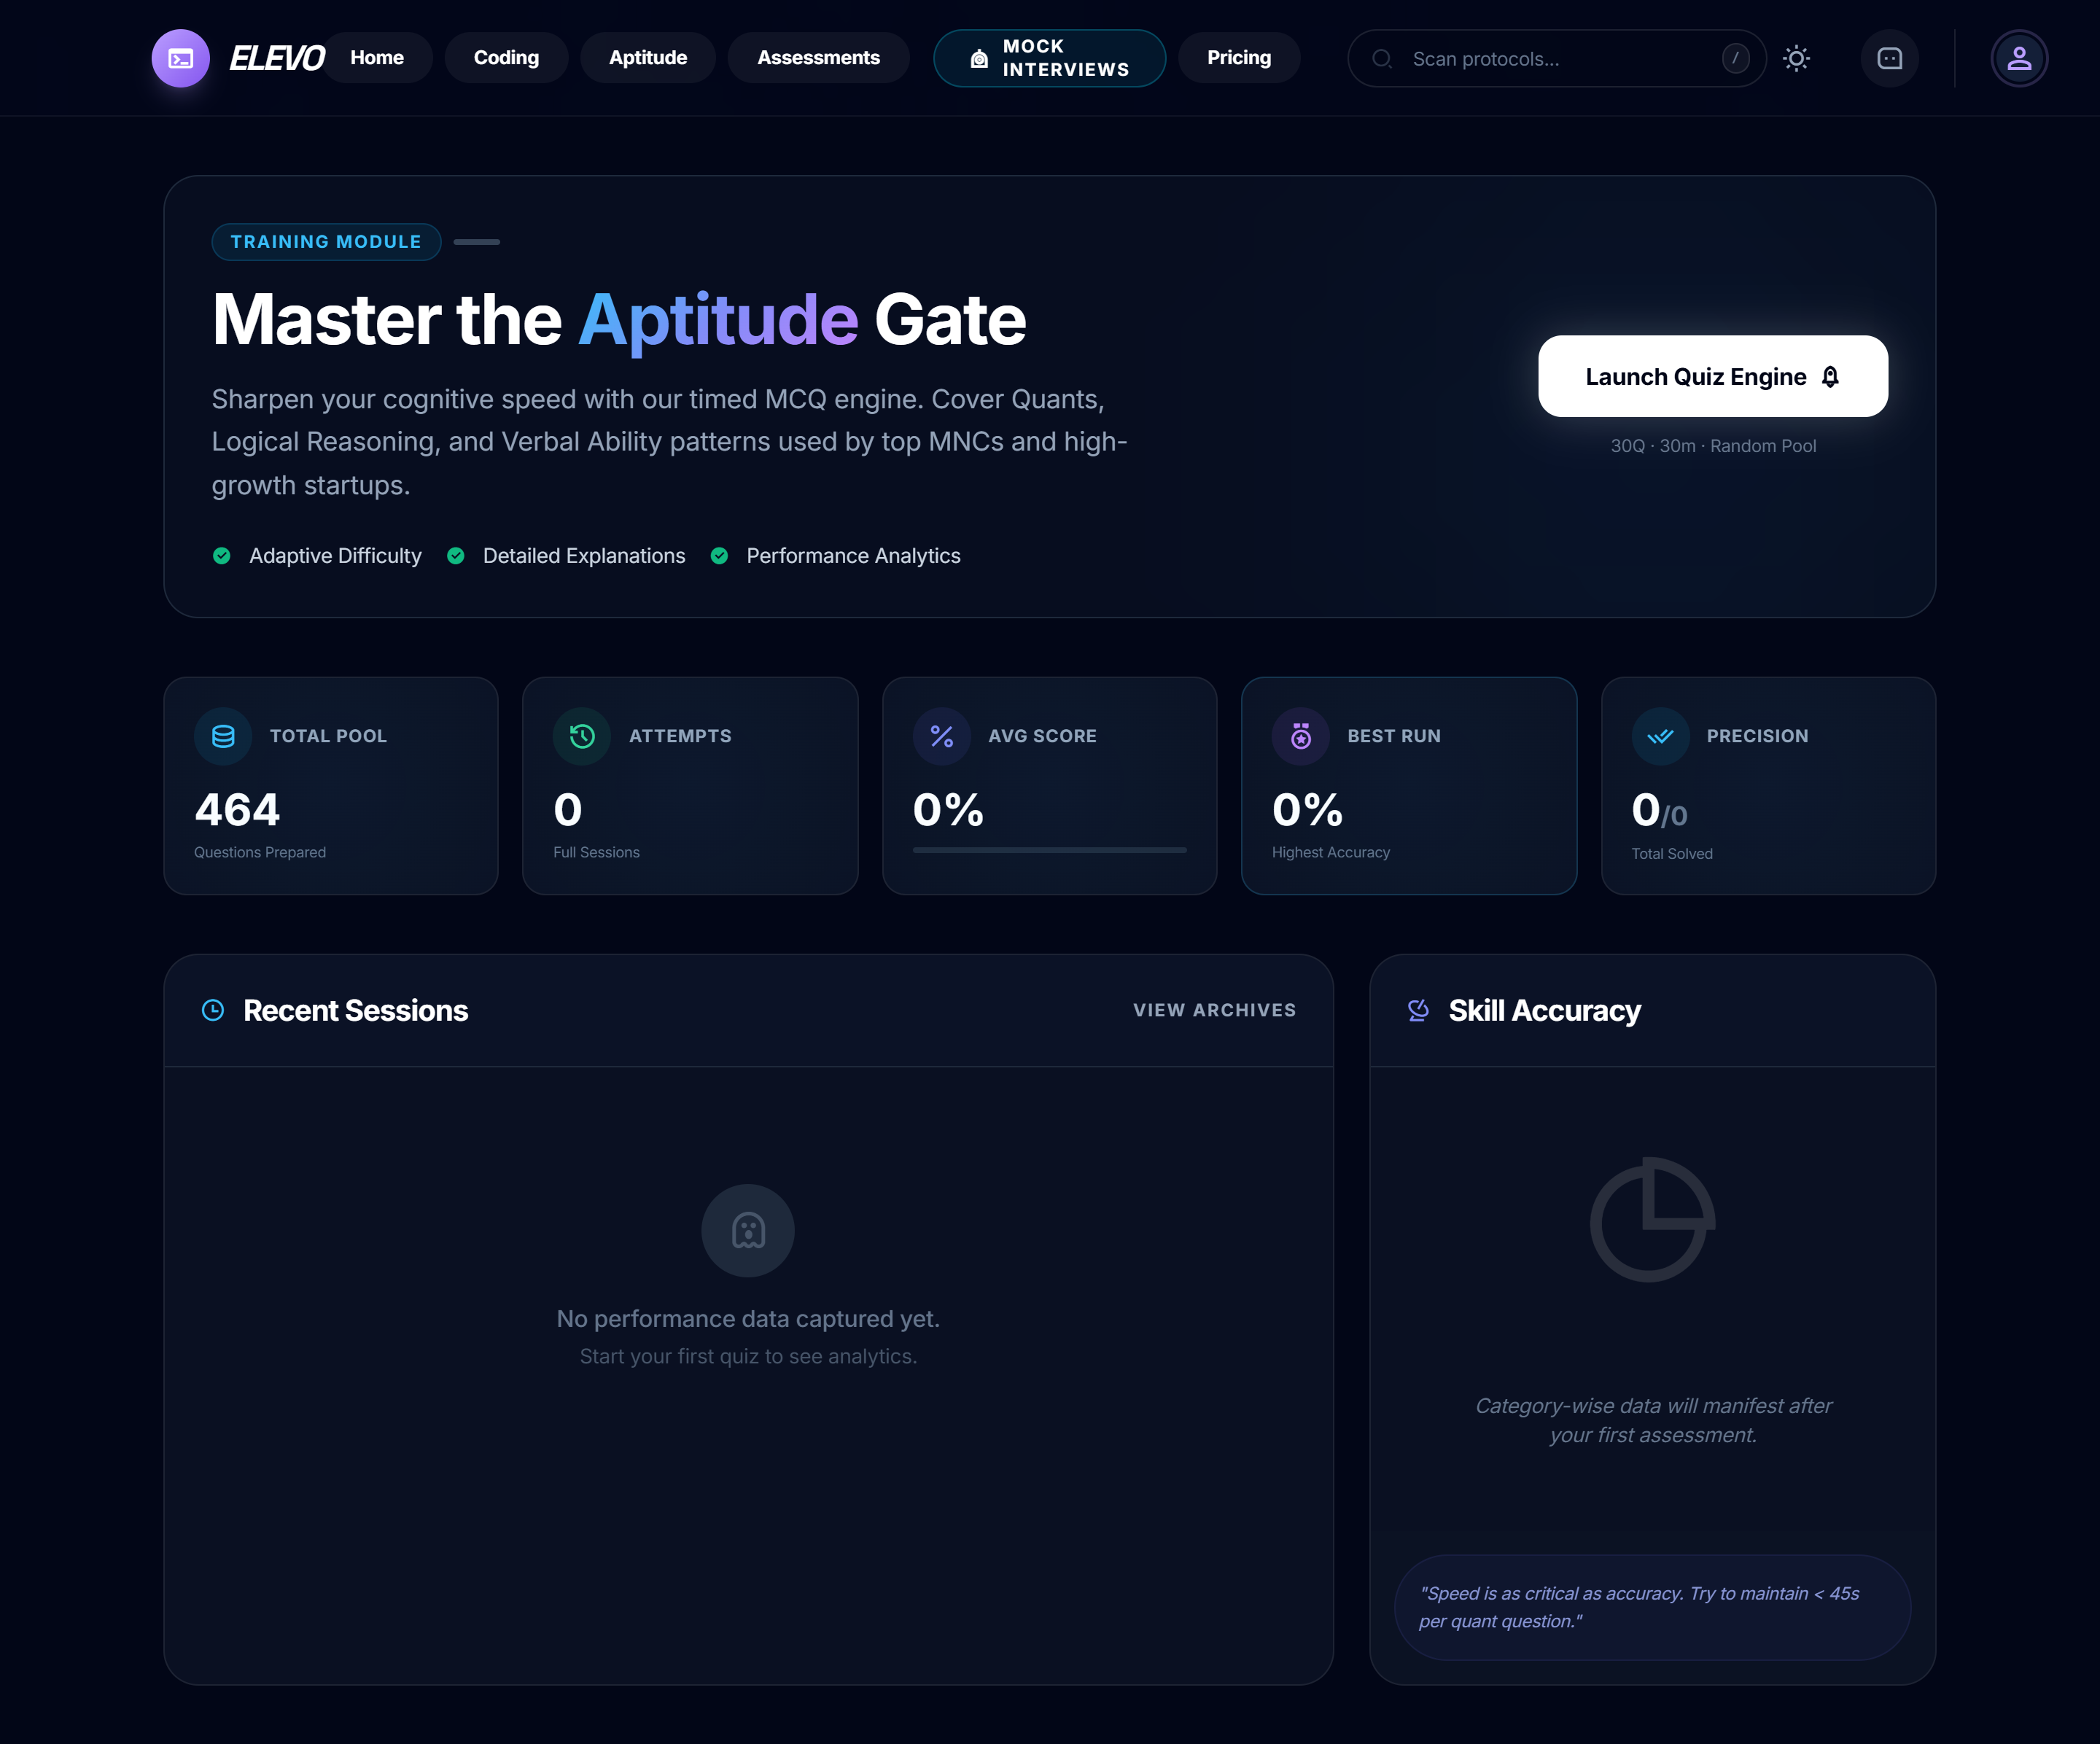 ELEVO
Home
Coding
Aptitude
Assessments
MOCK
INTERVIEWS
Pricing
Scan protocols...
/
TRAINING MODULE
Master the Aptitude Gate
Sharpen your cognitive speed with our timed MCQ engine. Cover Quants,
Logical Reasoning, and Verbal Ability patterns used by top MNCs and high-
growth startups.
Adaptive Difficulty
Detailed Explanations
Performance Analytics
Launch Quiz Engine
30Q · 30m · Random Pool
TOTAL POOL
464
Questions Prepared
ATTEMPTS
0
Full Sessions
AVG SCORE
0%
BEST RUN
0%
Highest Accuracy
PRECISION
0/0
Total Solved
Recent Sessions
VIEW ARCHIVES
No performance data captured yet.
Start your first quiz to see analytics.
Skill Accuracy
Category-wise data will manifest after
your first assessment.
"Speed is as critical as accuracy. Try to maintain < 45s
per quant question."